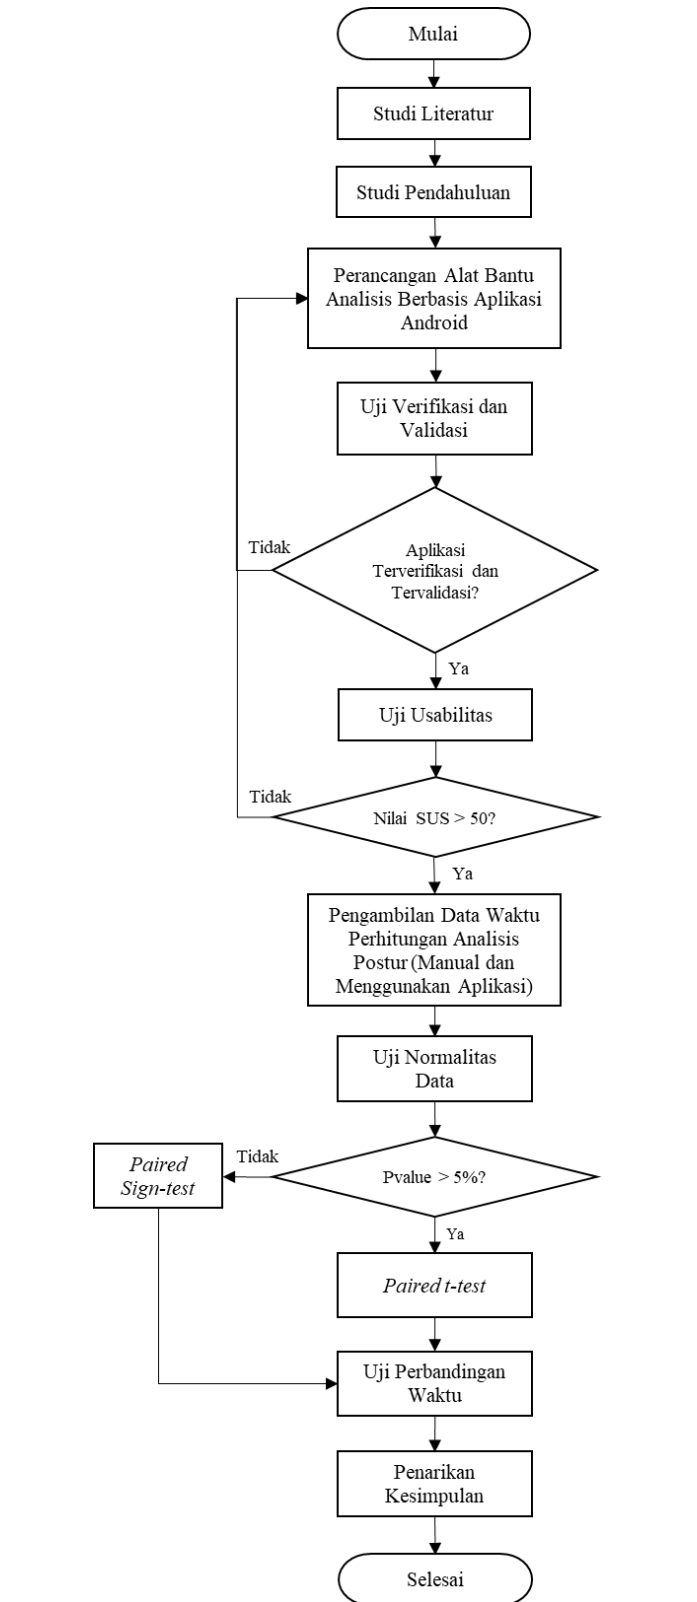 Mulai
Studi Literatur
Studi Pendahuluan
Perancangan Alat Bantu
Analisis Berbasis Aplikasi
Android
Uji Verifikasi dan
Validasi
Tidak
Aplikasi
Terverifikasi dan
Tervalidasi?
Ya
Uji Usabilitas
Tidak
Nilai SUS > 50?
Ya
Pengambilan Data Waktu
Perhitungan Analisis
Postur (Manual dan
Menggunakan Aplikasi)
Uji Normalitas
Data
Paired
Sign-test
Tidak
Pvalue > 5%?
Ya
Paired t-test
Uji Perbandingan
Waktu
Penarikan
Kesimpulan
Selesai